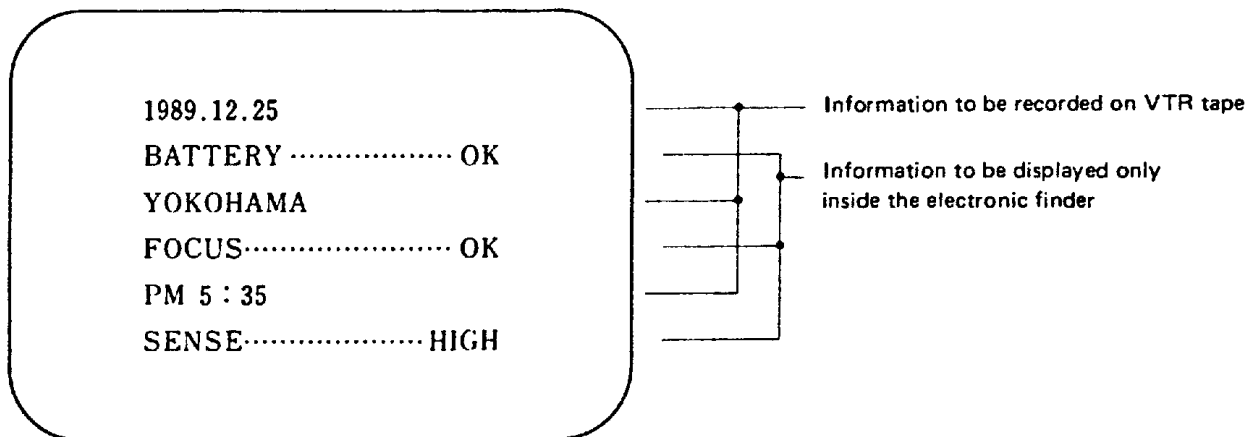 1989.12.25
BATTERY ·················· OK
YOKOHAMA
FOCUS······················· OK
PM 5 : 35
SENSE···················· HIGH
Information to be recorded on VTR tape
Information to be displayed only
inside the electronic finder